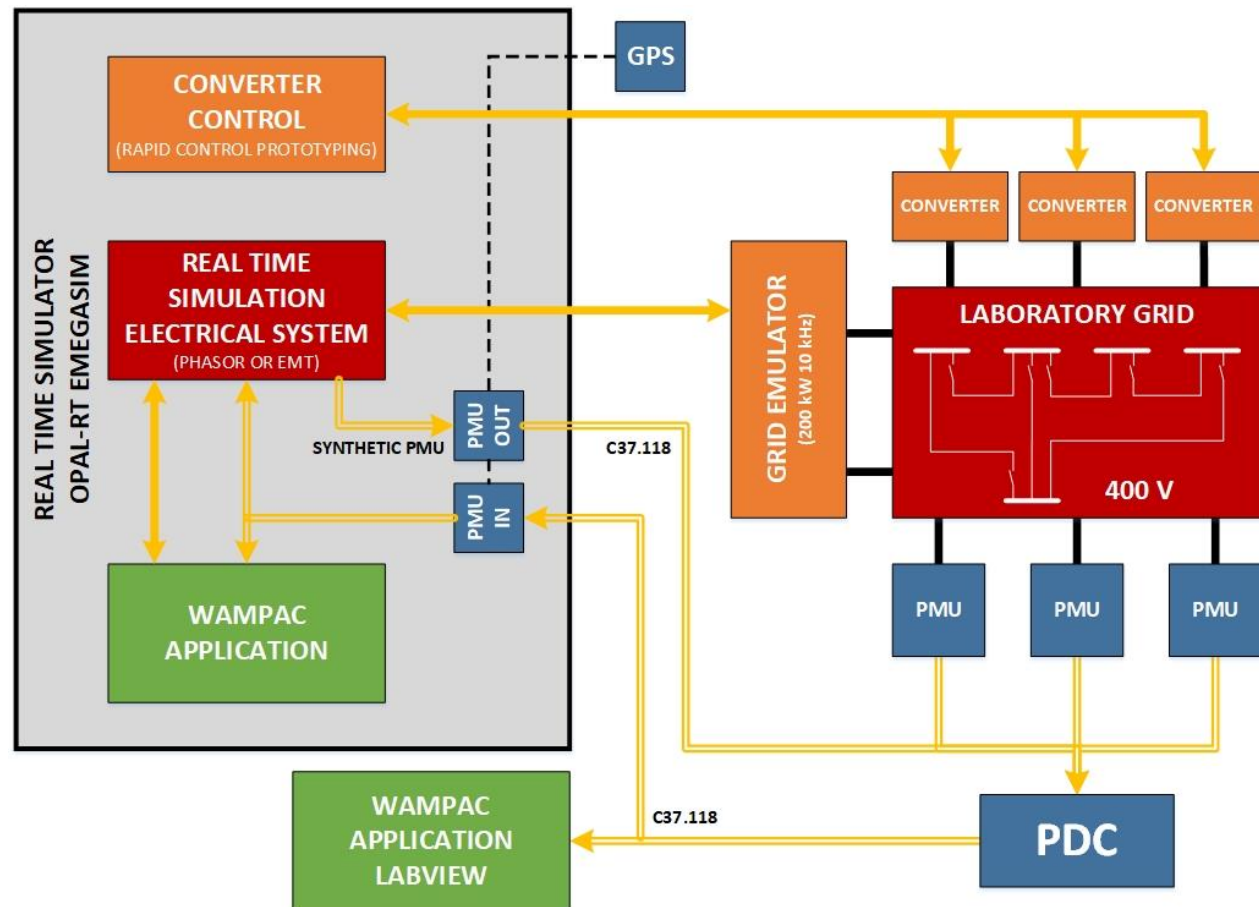 GPS
CONVERTER
CONTROL
(RAPID CONTROL PROTOTYPING)
CONVERTER
CONVERTER
CONVERTER
REAL TIME SIMULATOR
OPAL-RT EMEGASIM
REAL TIME
SIMULATION
ELECTRICAL SYSTEM
(PHASOR OR EMT)
GRID EMULATOR
(200 kW 10 kHz)
LABORATORY GRID
400 V
SYNTHETIC PMU
PMU
OUT
C37.118
PMU
IN
WAMPAC
APPLICATION
PMU
PMU
PMU
WAMPAC
APPLICATION
LABVIEW
C37.118
PDC